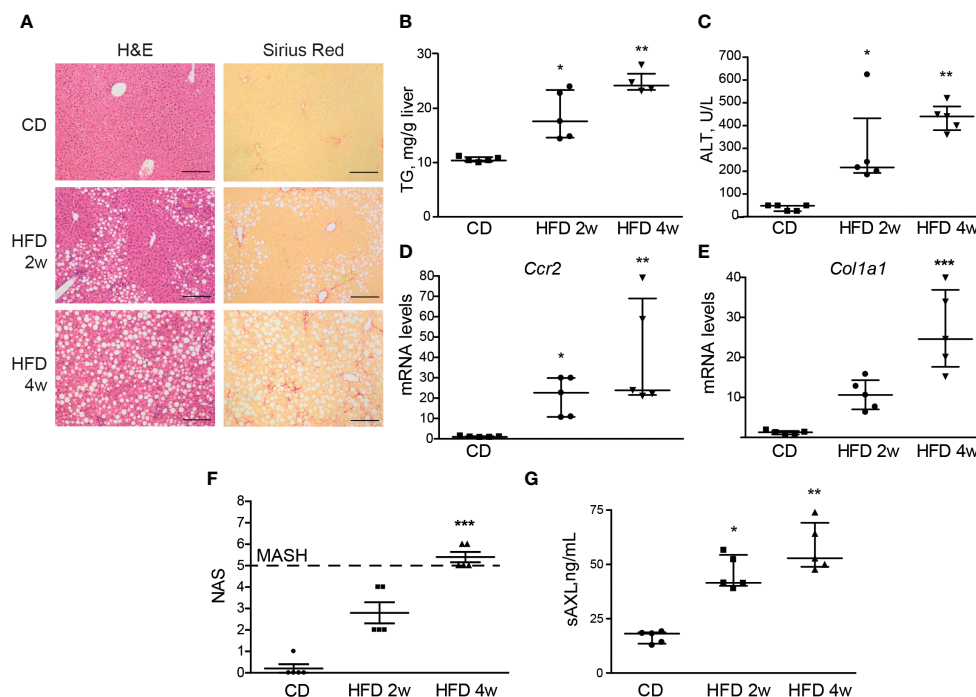 A
H&E
Sirius Red
CD
HFD
2w
HFD
4w
B
TG, mg/g liver
30
20
10
0
*
**
CD
HFD 2w
HFD 4w
C
ALT, U/L
700
600
500
400
300
200
100
0
*
**
CD
HFD 2w
HFD 4w
D
Ccr2
mRNA levels
80
70
60
50
40
30
20
10
0
*
**
CD
E
Col1a1
mRNA levels
40
30
20
10
***
CD
HFD 2w
HFD 4w
F
NAS
8
7
6
5
4
3
2
1
0
MASH
***
CD
HFD 2w
HFD 4w
G
sAXL,ng/mL
75
50
25
0
*
**
CD
HFD 2w
HFD 4w